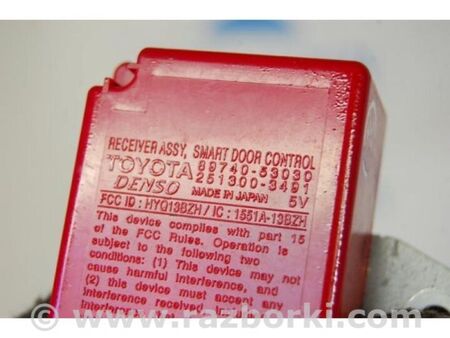 RECEIVER ASSY, SMART DOOR CONTROL
TOYOTA 89740-53030
DENSO 251300-3491
MADE IN JAPAN 5V
FCC ID : HYQ13BZH / IC : 1551A-13BZH
This device complies with part 15
of the FCC Rules. Operation is
subject to the following two
conditions: (1) This device may not
cause harmful interference, and
(2) this device must accept any
interference received
interference
www.razborki.com